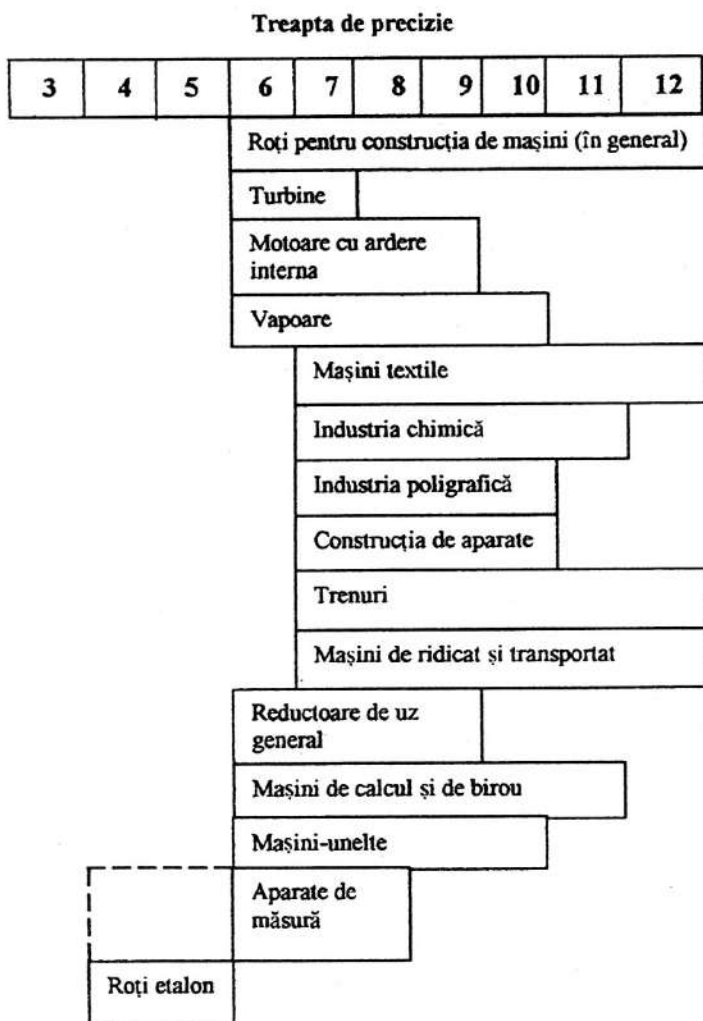 Treapta de precizie
3 4 5 6 7 8 9 10 11 12
Roți pentru construcția de mașini (în general)
Turbine
Motoare cu ardere
interna
Vapoare
Mașini textile
Industria chimică
Industria poligrafică
Construcția de aparate
Trenuri
Mașini de ridicat și transportat
Reductoare de uz
general
Mașini de calcul și de birou
Mașini-unelte
Aparate de
măsură
Roți etalon